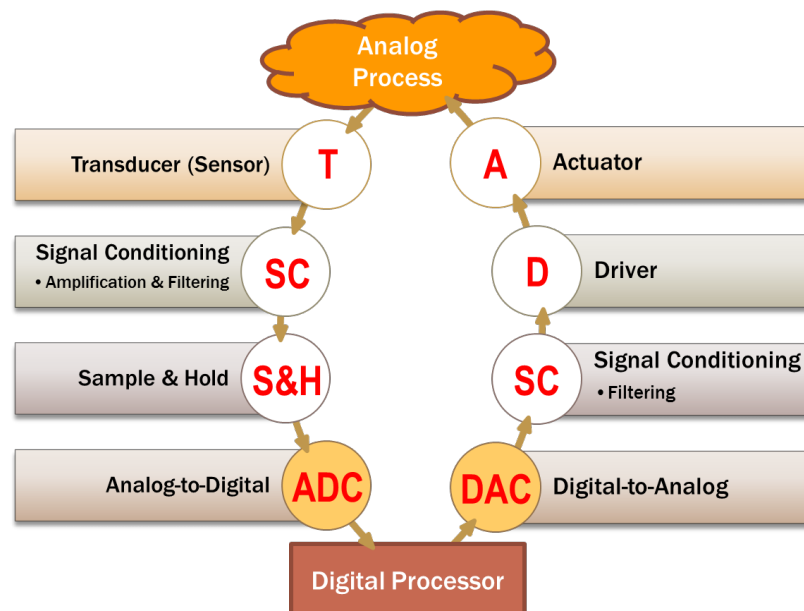 Analog
Process
Transducer (Sensor)
T
A
Actuator
Signal Conditioning
• Amplification & Filtering
SC
D
Driver
Sample & Hold
S&H
SC
Signal Conditioning
• Filtering
Analog-to-Digital
ADC
DAC
Digital-to-Analog
Digital Processor